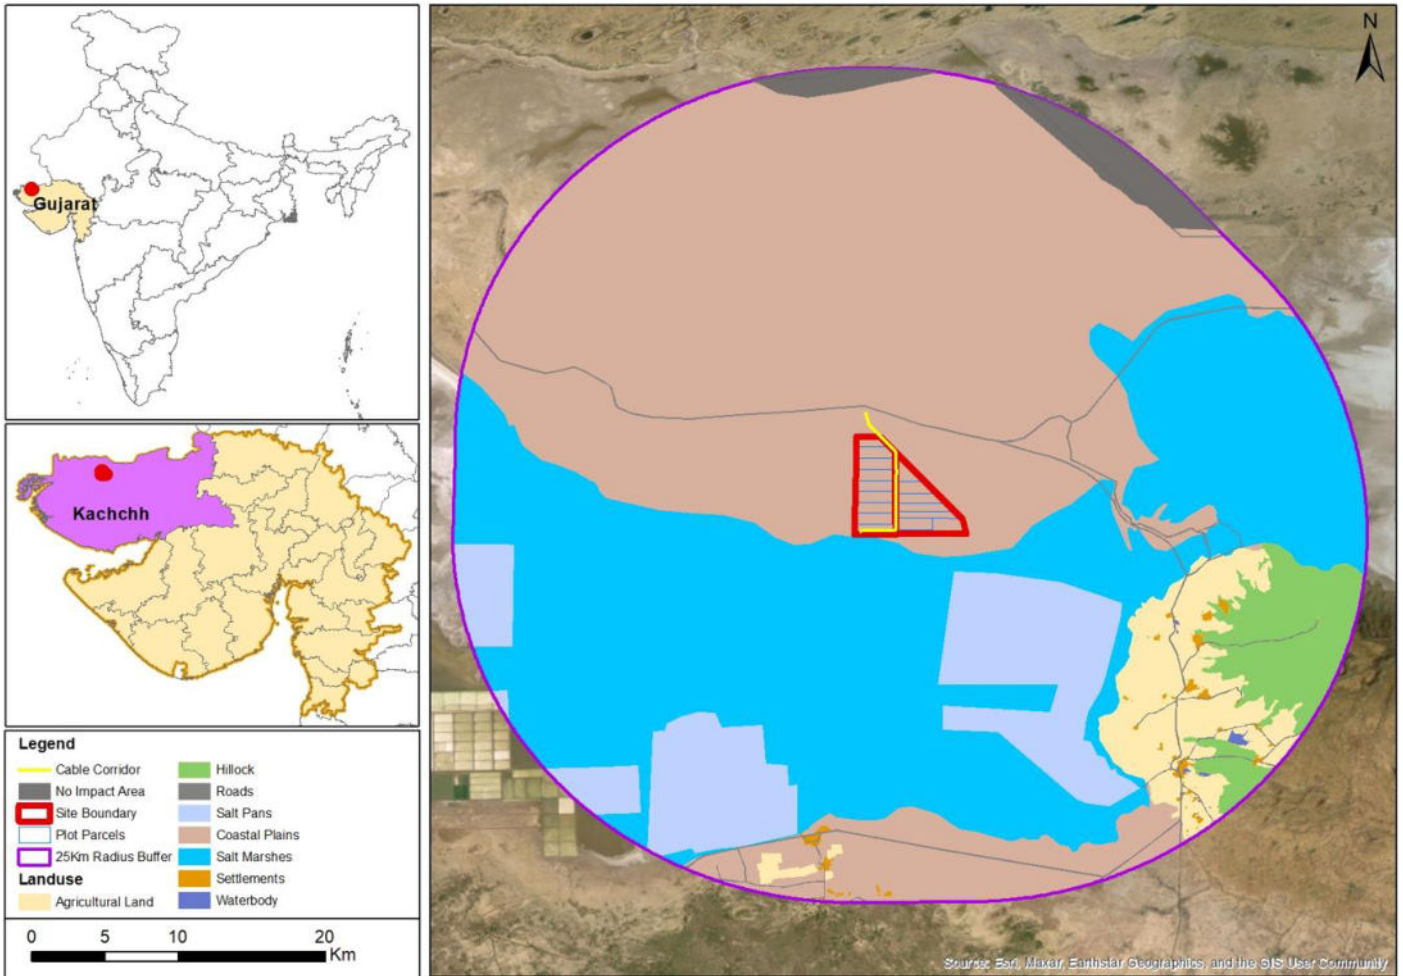 Gujarat
Kachchh
Legend
Cable Corridor
No Impact Area
Site Boundary
Plot Parcels
25Km Radius Buffer
Landuse
Agricultural Land
Hillock
Roads
Salt Pans
Coastal Plains
Salt Marshes
Settlements
Waterbody
0 5 10 20
Km
N
Source: Esri, Maxar, Earthstar Geographics, and the GIS User Community